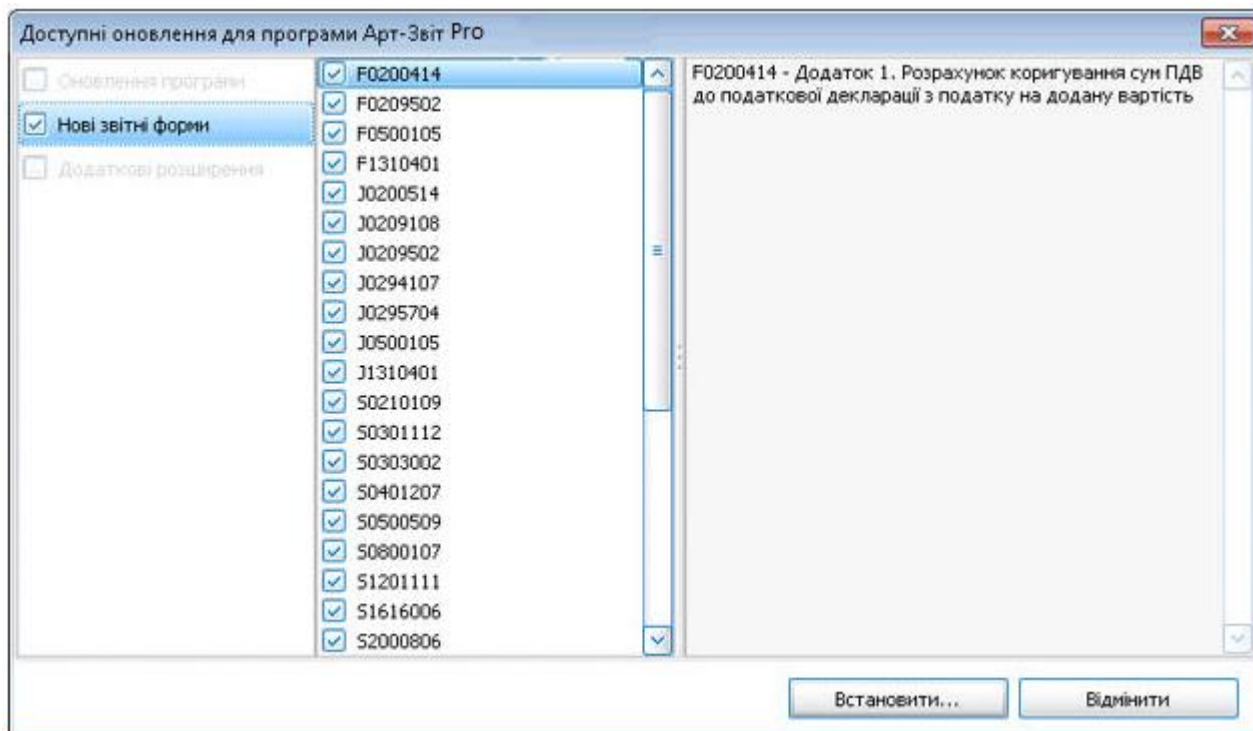 Доступні оновлення для програми Арт-Звіт Pro
Оновлення програми
Нові звітні форми
Додаткові розширення
F0200414
F0209502
F0500105
F1310401
J0200514
J0209108
J0209502
J0294107
J0295704
J0500105
J1310401
S0210109
S0301112
S0303002
S0401207
S0500509
S0800107
S1201111
S1616006
S2000806
F0200414 - Додаток 1. Розрахунок коригування сум ПДВ
до податкової декларації з податку на додану вартість
Встановити...
Відмінити